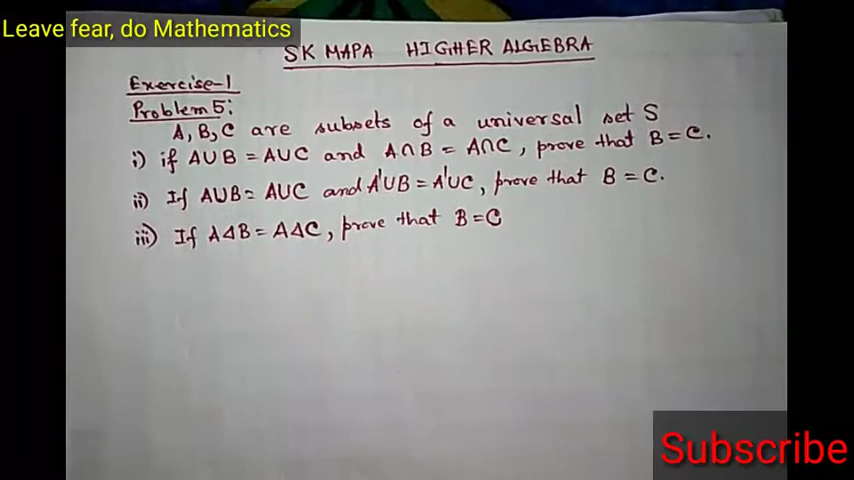 Leave fear, do Mathematics
SK MAPA HIGHER ALGEBRA
Exercise-1
Problem 5:
A, B, C are subsets of a universal set S
i) if A∪B = A∪C and A∩B = A∩C, prove that B = C.
ii) If A∪B = A∪C and A'∪B = A'∪C, prove that B = C.
iii) If A∆B = A∆C, prove that B = C
Subscribe